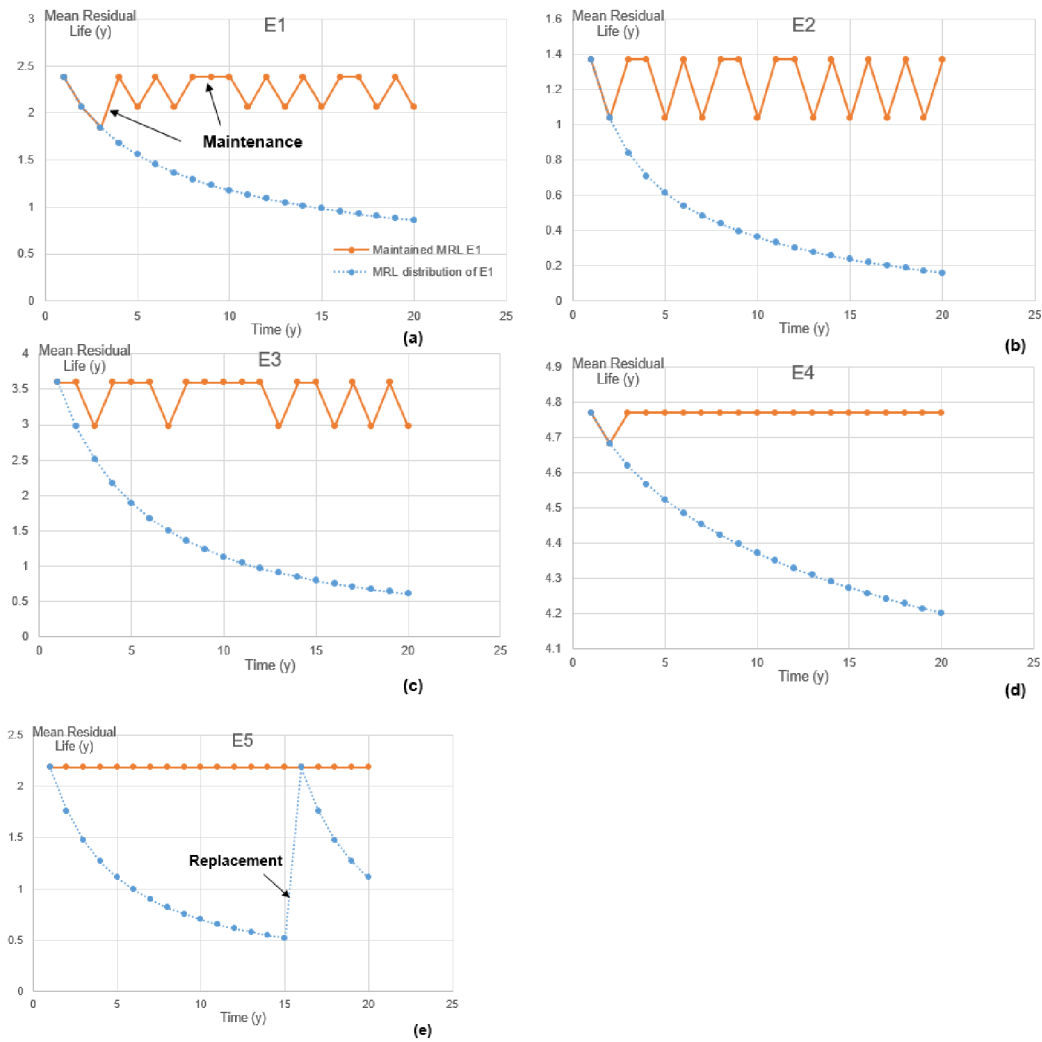 Mean Residual
Life (y)
E1
3
2.5
2
1.5
1
0.5
0
Maintenance
Maintained MRL E1
MRL distribution of E1
0 5 10 15 20 25
Time (y)
(a)
Mean Residual
Life (y)
E2
1.6
1.4
1.2
1
0.8
0.6
0.4
0.2
0
0 5 10 15 20 25
Time (y)
(b)
Mean Residual
Life (y)
E3
4
3.5
3
2.5
2
1.5
1
0.5
0
0 5 10 15 20 25
Time (y)
(c)
Mean Residual
Life (y)
E4
4.9
4.8
4.7
4.6
4.5
4.4
4.3
4.2
4.1
0 5 10 15 20 25
Time (y)
(d)
Mean Residual
Life (y)
E5
2.5
2
1.5
1
0.5
0
Replacement
0 5 10 15 20 25
Time (y)
(e)